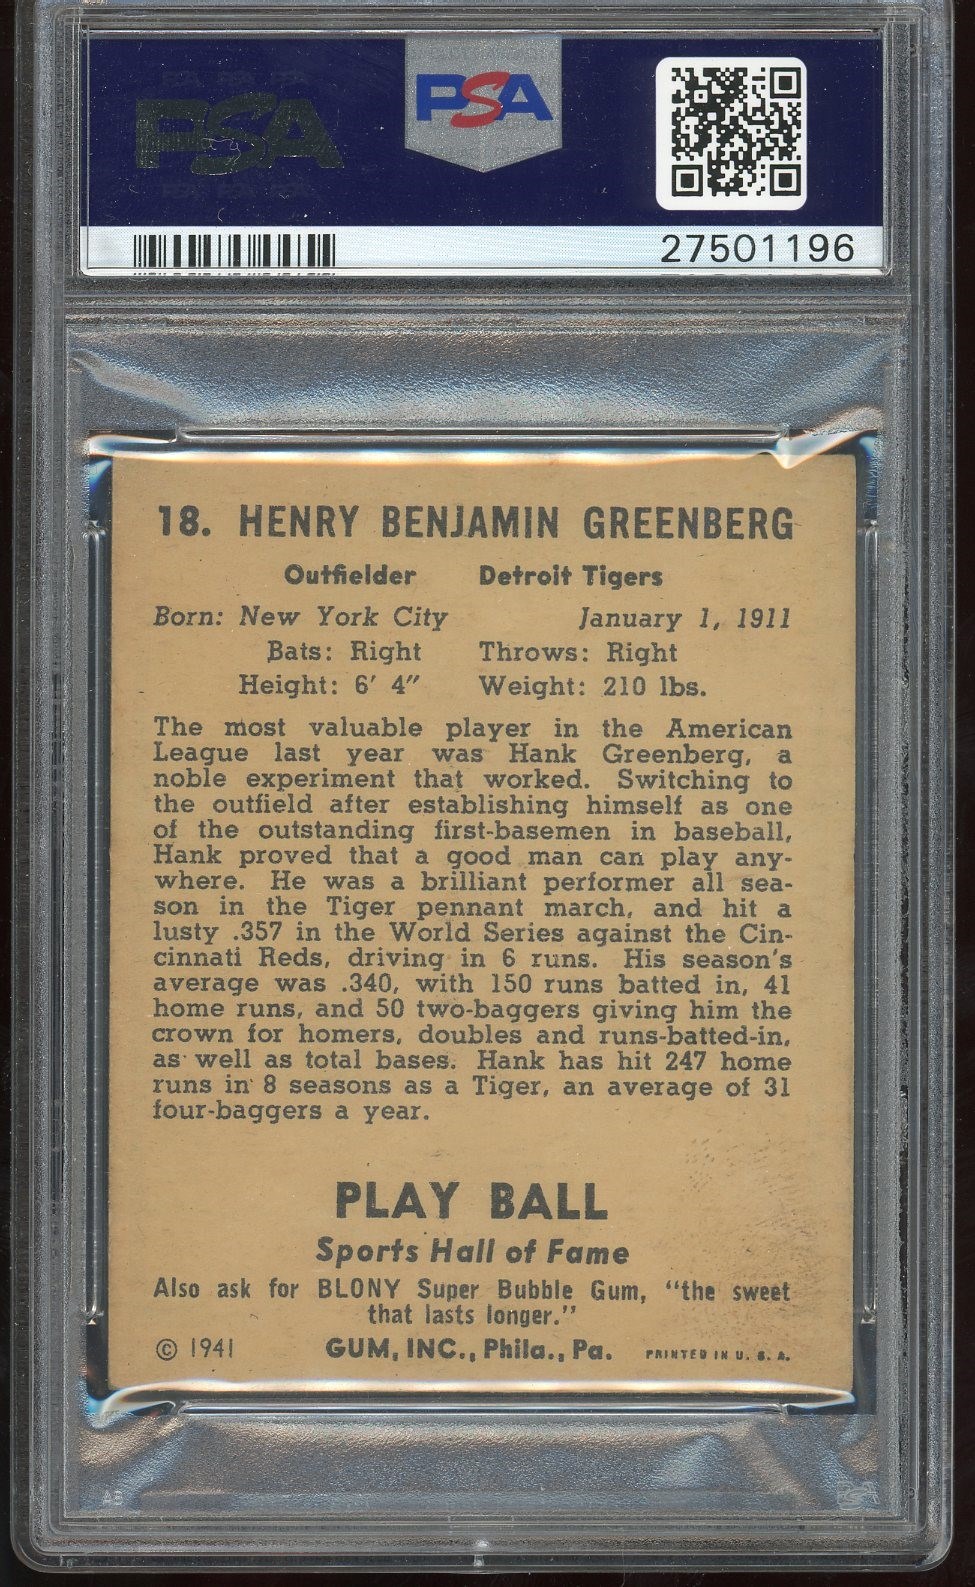 PSA
PSA
27501196
18. HENRY BENJAMIN GREENBERG
Outfielder Detroit Tigers
Born: New York City January 1, 1911
Bats: Right Throws: Right
Height: 6′ 4″ Weight: 210 lbs.
The most valuable player in the American
League last year was Hank Greenberg, a
noble experiment that worked. Switching to
the outfield after establishing himself as one
of the outstanding first-basemen in baseball,
Hank proved that a good man can play any-
where. He was a brilliant performer all sea-
son in the Tiger pennant march, and hit a
lusty .357 in the World Series against the Cin-
cinnati Reds, driving in 6 runs. His season's
average was .340, with 150 runs batted in, 41
home runs, and 50 two-baggers giving him the
crown for homers, doubles and runs-batted-in,
as well as total bases. Hank has hit 247 home
runs in 8 seasons as a Tiger, an average of 31
four-baggers a year.
PLAY BALL
Sports Hall of Fame
Also ask for BLONY Super Bubble Gum, "the sweet
that lasts longer."
© 1941 GUM, INC., Phila., Pa. PRINTED IN U. S. A.